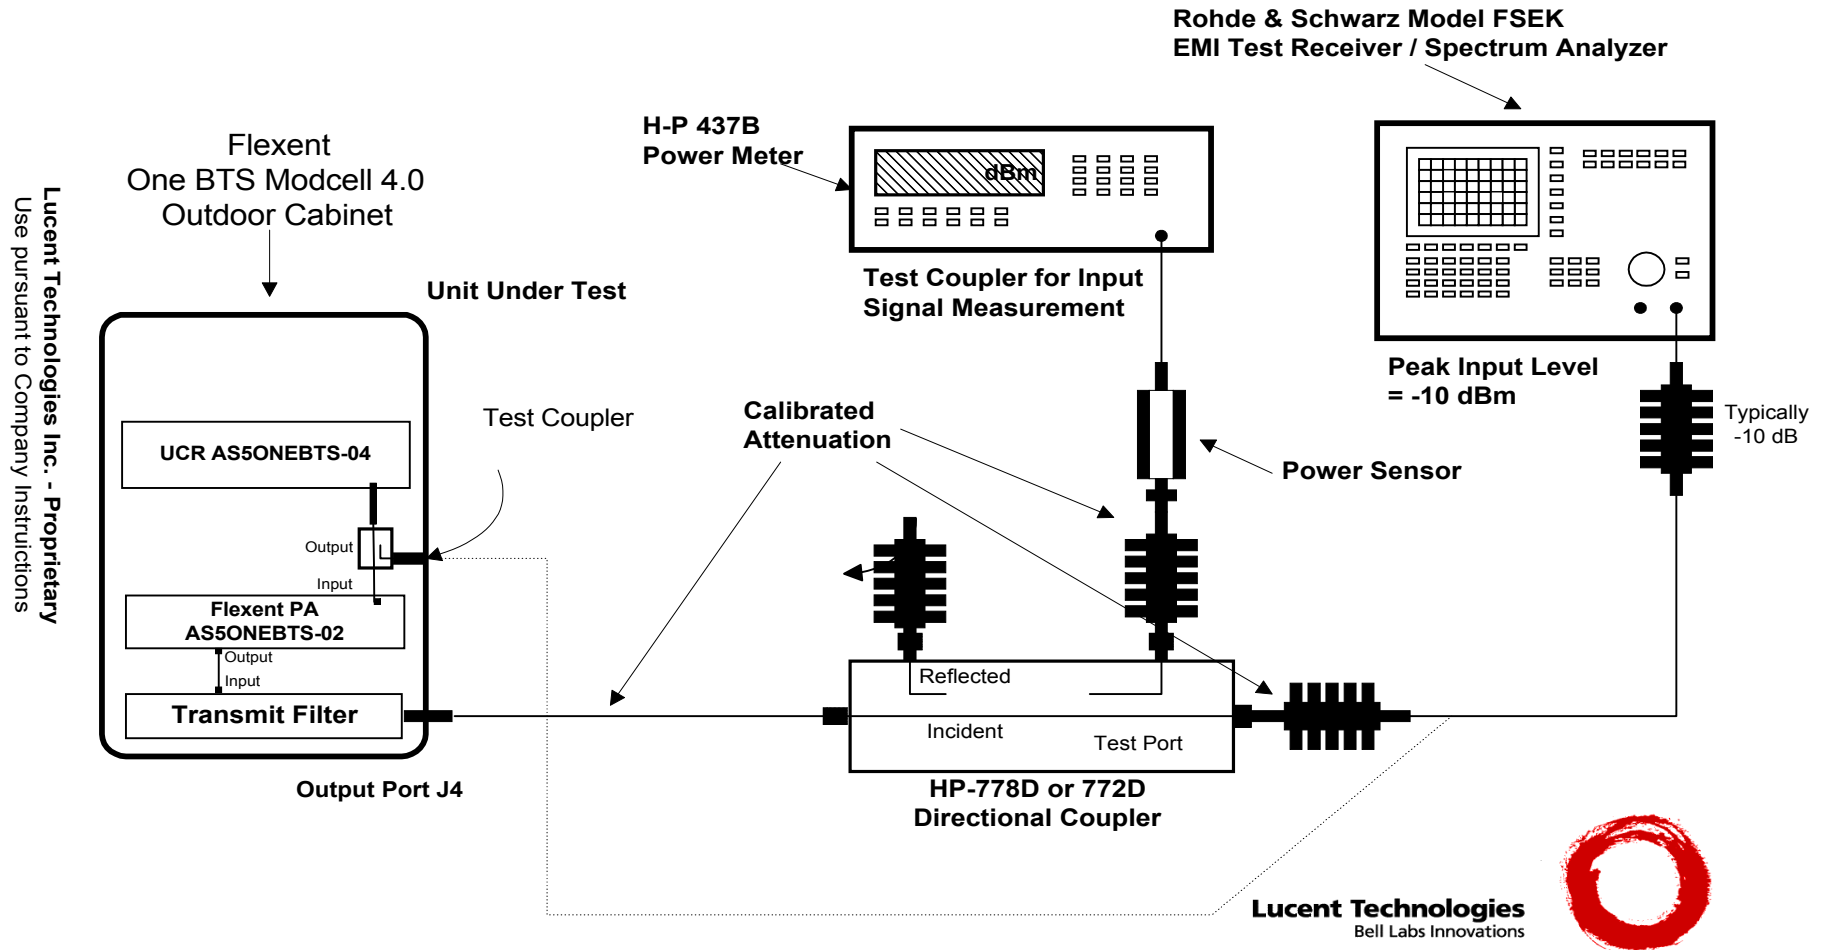 Rohde & Schwarz Model FSEK
EMI Test Receiver / Spectrum Analyzer
H-P 437B
Power Meter
dBm
Flexent
One BTS Modcell 4.0
Outdoor Cabinet
Lucent Technologies Inc. - Proprietary
Use pursuant to Company Instruictions
Unit Under Test
Test Coupler for Input
Signal Measurement
Peak Input Level
= -10 dBm
Typically
-10 dB
Test Coupler
Calibrated
Attenuation
Power Sensor
UCR AS5ONEBTS-04
Output
Input
Flexent PA
AS5ONEBTS-02
Output
Input
Transmit Filter
Reflected
Incident
Test Port
Output Port J4
HP-778D or 772D
Directional Coupler
Lucent Technologies
Bell Labs Innovations